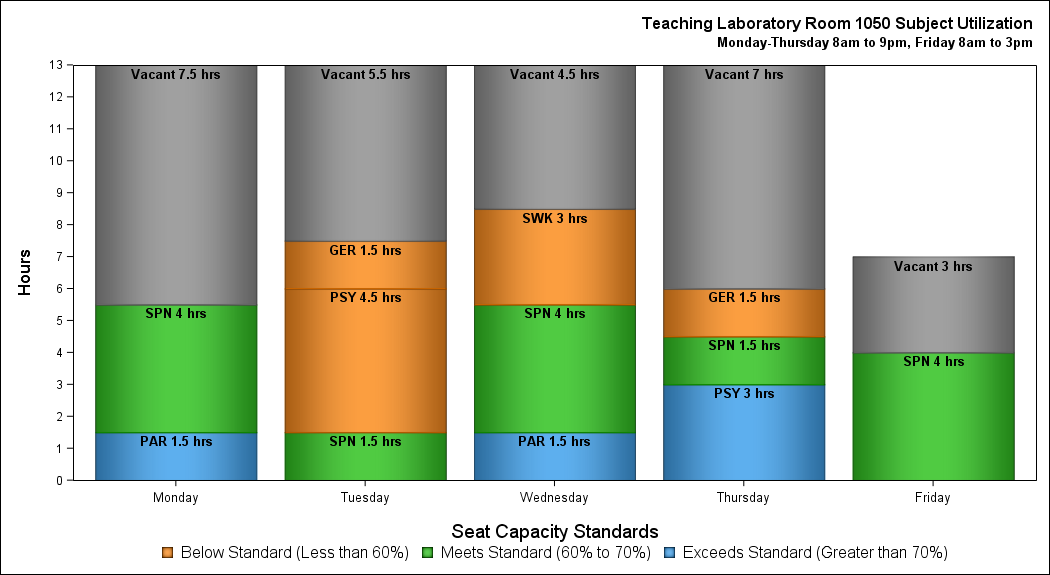 Teaching Laboratory Room 1050 Subject Utilization
Monday-Thursday 8am to 9pm, Friday 8am to 3pm
Hours
13
12
11
10
9
8
7
6
5
4
3
2
1
0
Vacant 7.5 hrs
SPN 4 hrs
PAR 1.5 hrs
Vacant 5.5 hrs
GER 1.5 hrs
PSY 4.5 hrs
SPN 1.5 hrs
Vacant 4.5 hrs
SWK 3 hrs
SPN 4 hrs
PAR 1.5 hrs
Vacant 7 hrs
GER 1.5 hrs
SPN 1.5 hrs
PSY 3 hrs
Vacant 3 hrs
SPN 4 hrs
Monday Tuesday Wednesday Thursday Friday
Seat Capacity Standards
Below Standard (Less than 60%) Meets Standard (60% to 70%) Exceeds Standard (Greater than 70%)